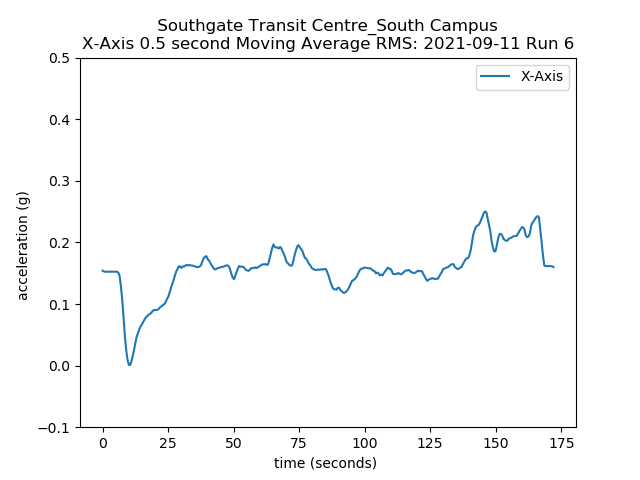 Southgate Transit Centre_South Campus
X-Axis 0.5 second Moving Average RMS: 2021-09-11 Run 6
X-Axis
0.5
0.4
0.3
0.2
0.1
0.0
−0.1
acceleration (g)
0 25 50 75 100 125 150 175
time (seconds)